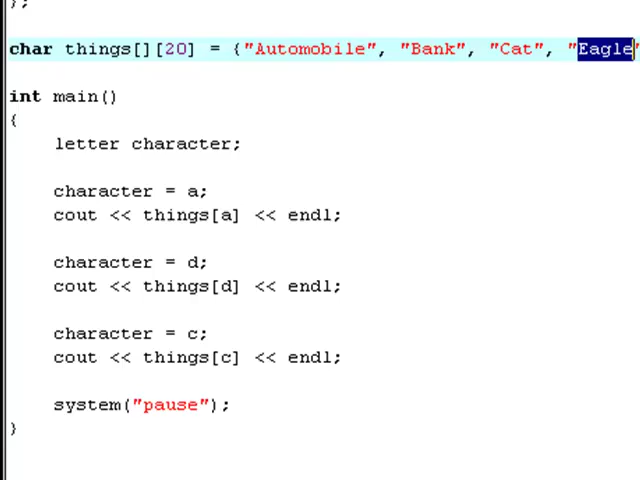 };
char things[][20] = {"Automobile", "Bank", "Cat", "Eagle"
int main()
{
letter character;
character = a;
cout << things[a] << endl;
character = d;
cout << things[d] << endl;
character = c;
cout << things[c] << endl;
system("pause");
}